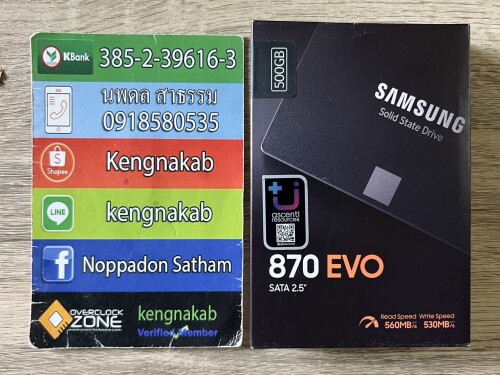 KBank 385-2-39616-3
นพดล สาธรรม
0918580535
Shopee Kengnakab
LINE kengnakab
Noppadon Satham
OVERCLOCK
ZONE
kengnakab
Verified Member
500GB
SAMSUNG
Solid State Drive
ascenti
resources
870 EVO
SATA 2.5"
Read Speed Write Speed
560MB/s 530MB/s